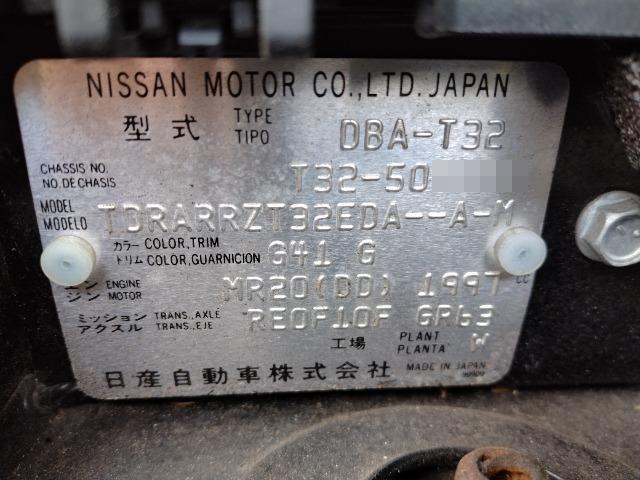 NISSAN MOTOR CO.,LTD. JAPAN
型式 TYPE TIPO DBA-T32
CHASSIS NO. NO. DE CHASIS T32-50
MODEL MODELO TDRARRZT32EDA--A-M
カラー COLOR, TRIM トリム COLOR, GUARNICION G41 G
エンジン ENGINE MOTOR MR20(DD) 1997 CC
ミッション アクスル TRANS., AXLE TRANS., EJE RE0F10F GR63
工場 PLANT PLANTA W
日産自動車株式会社 MADE IN JAPAN